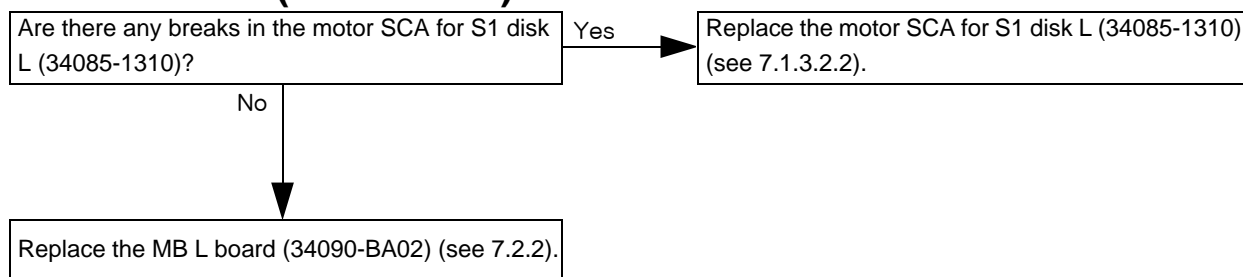 Are there any breaks in the motor SCA for S1 disk
L (34085-1310)?
Yes
Replace the motor SCA for S1 disk L (34085-1310)
(see 7.1.3.2.2).
No
Replace the MB L board (34090-BA02) (see 7.2.2).